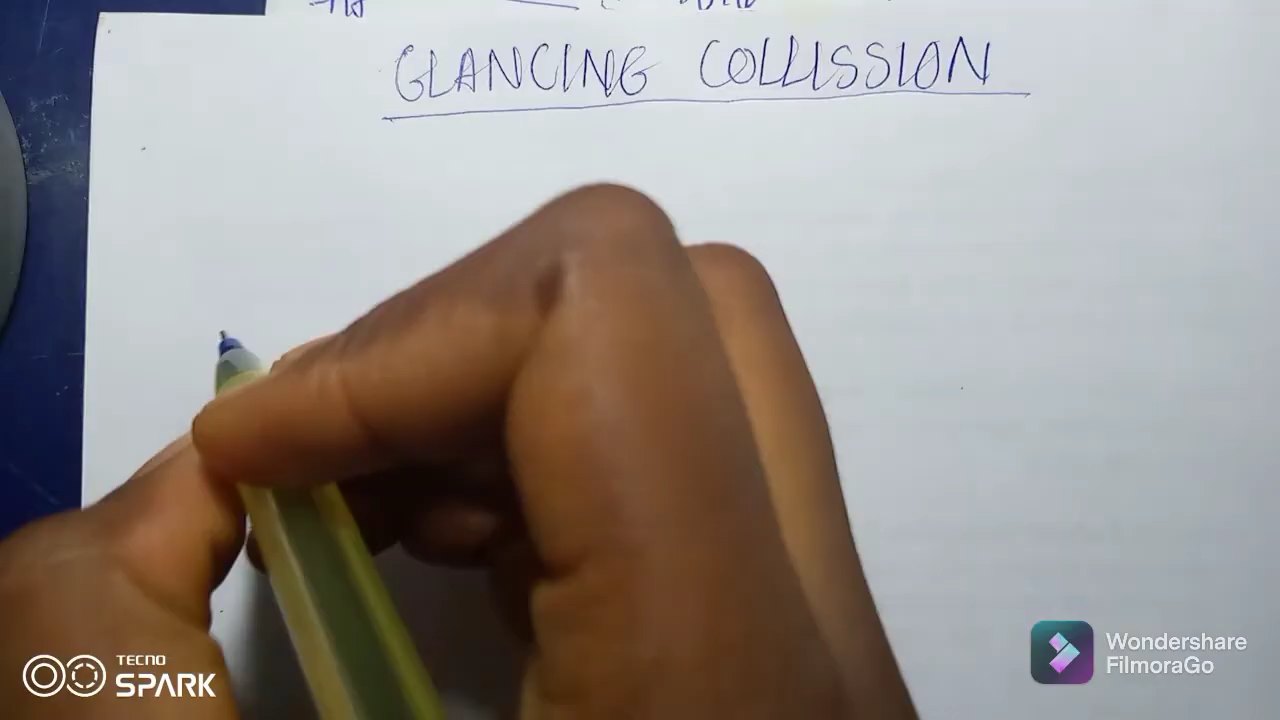 GLANCING COLLISSION
TECNO
SPARK
Wondershare
FilmoraGo